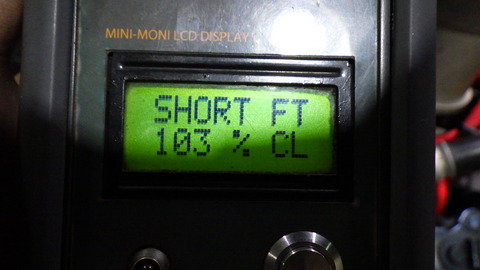 MINI-MONI LCD DISPLAY
SHORT FT
103 % CL